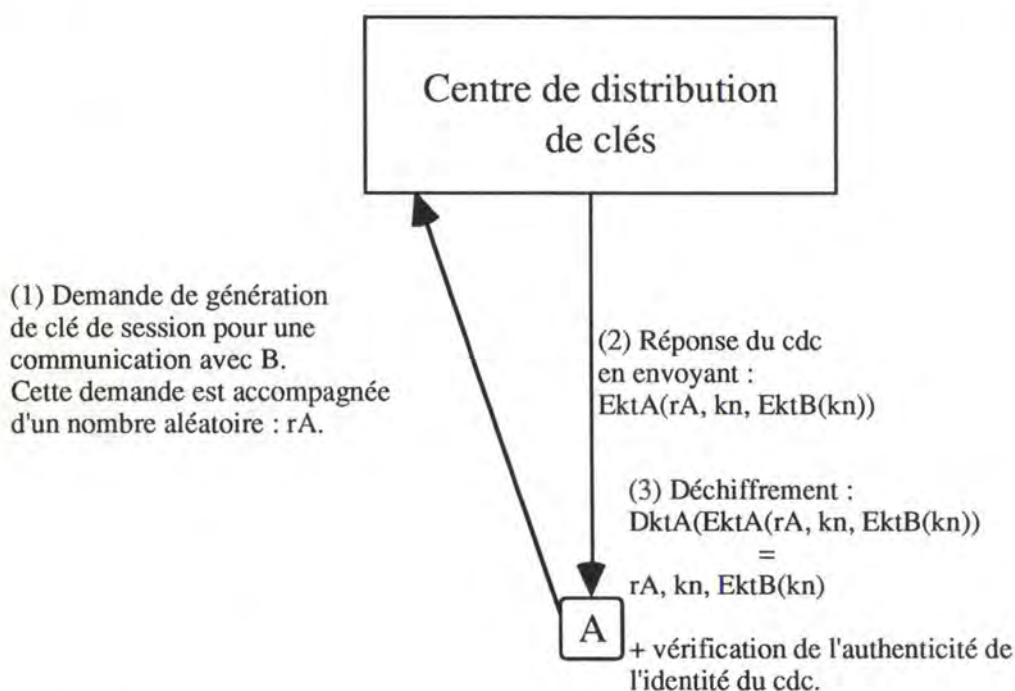 Centre de distribution
de clés
(1) Demande de génération
de clé de session pour une
communication avec B.
Cette demande est accompagnée
d'un nombre aléatoire : rA.
(2) Réponse du cdc
en envoyant :
EktA(rA, kn, EktB(kn))
(3) Déchiffrement :
DktA(EktA(rA, kn, EktB(kn))
=
rA, kn, EktB(kn)
A
+ vérification de l'authenticité de
l'identité du cdc.